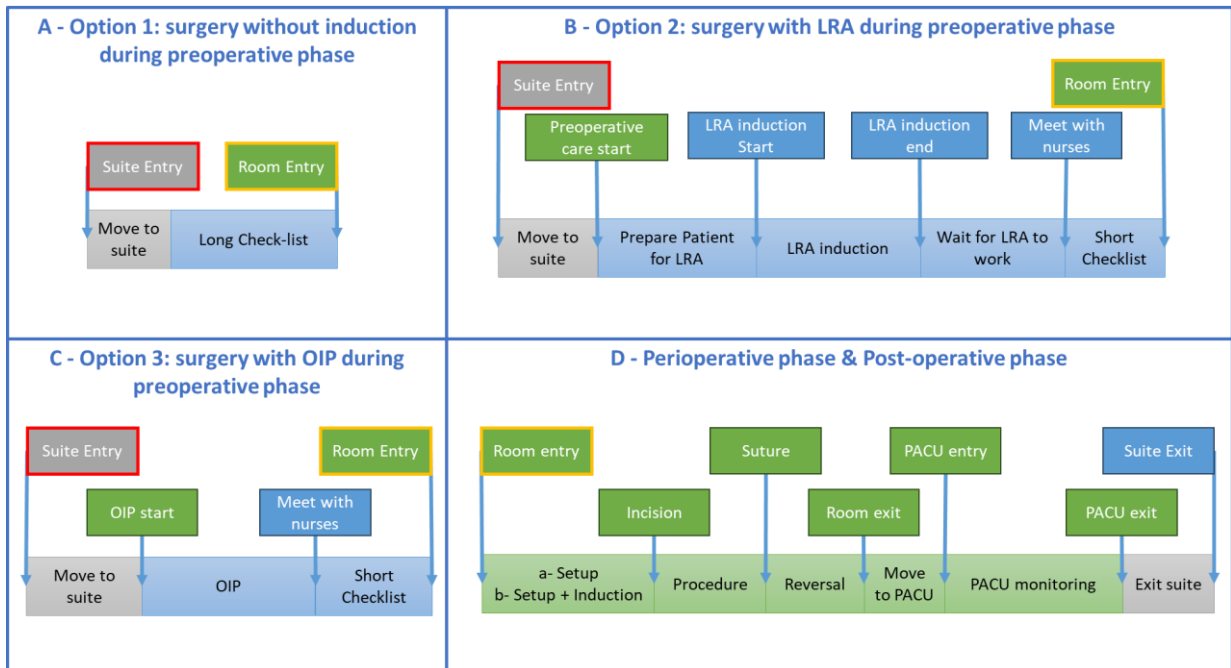 A - Option 1: surgery without induction
during preoperative phase
Suite Entry
Room Entry
Move to
suite
Long Check-list
B - Option 2: surgery with LRA during preoperative phase
Suite Entry
Room Entry
Preoperative
care start
LRA induction
Start
LRA induction
end
Meet with
nurses
Move to
suite
Prepare Patient
for LRA
LRA induction
Wait for LRA to
work
Short
Checklist
C - Option 3: surgery with OIP during
preoperative phase
Suite Entry
Room Entry
OIP start
Meet with
nurses
Move to
suite
OIP
Short
Checklist
D - Perioperative phase & Post-operative phase
Room entry
Suture
PACU entry
Suite Exit
Incision
Room exit
PACU exit
a- Setup
b- Setup + Induction
Procedure
Reversal
Move
to PACU
PACU monitoring
Exit suite